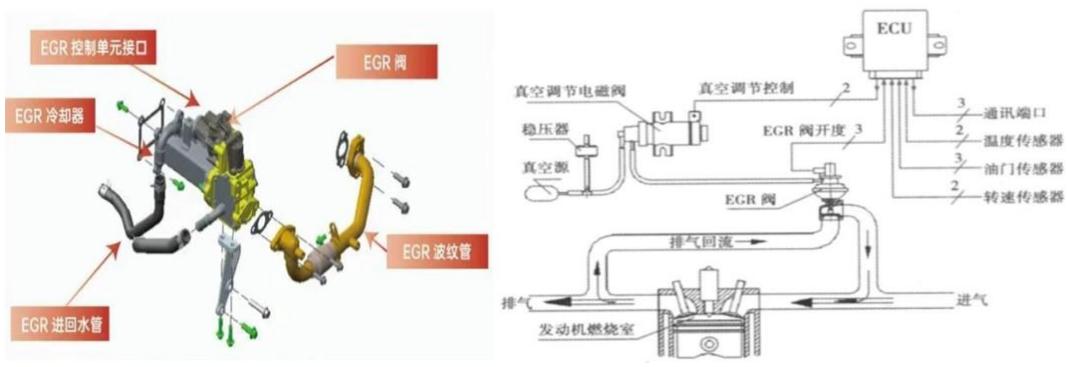 EGR 控制单元接口
EGR 阀
EGR 冷却器
EGR 波纹管
EGR 进回水管
ECU
真空调节电磁阀
真空调节控制
2
稳压器
EGR 阀开度
3
3
通讯端口
2
温度传感器
真空源
3
油门传感器
EGR 阀
2
转速传感器
排气回流
排气
进气
发动机燃烧室